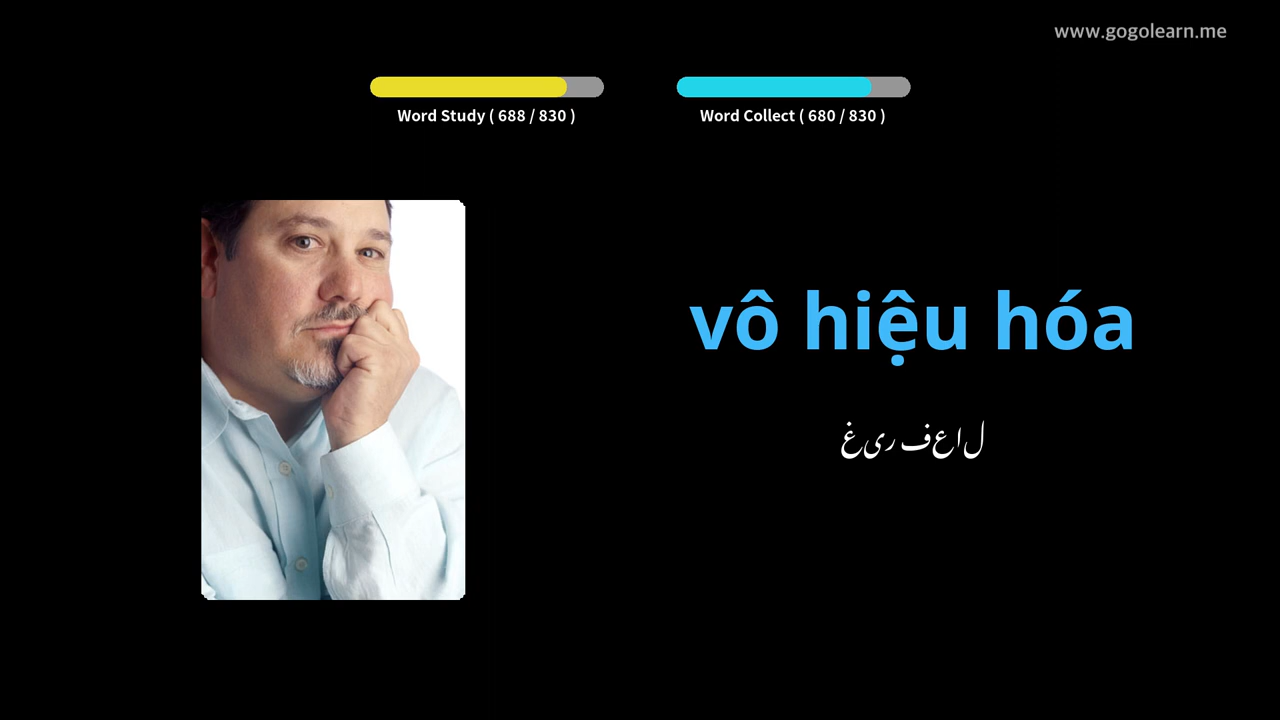 www.gogolearn.me
Word Study ( 688 / 830 )
Word Collect ( 680 / 830 )
vô hiệu hóa
غیر فعال